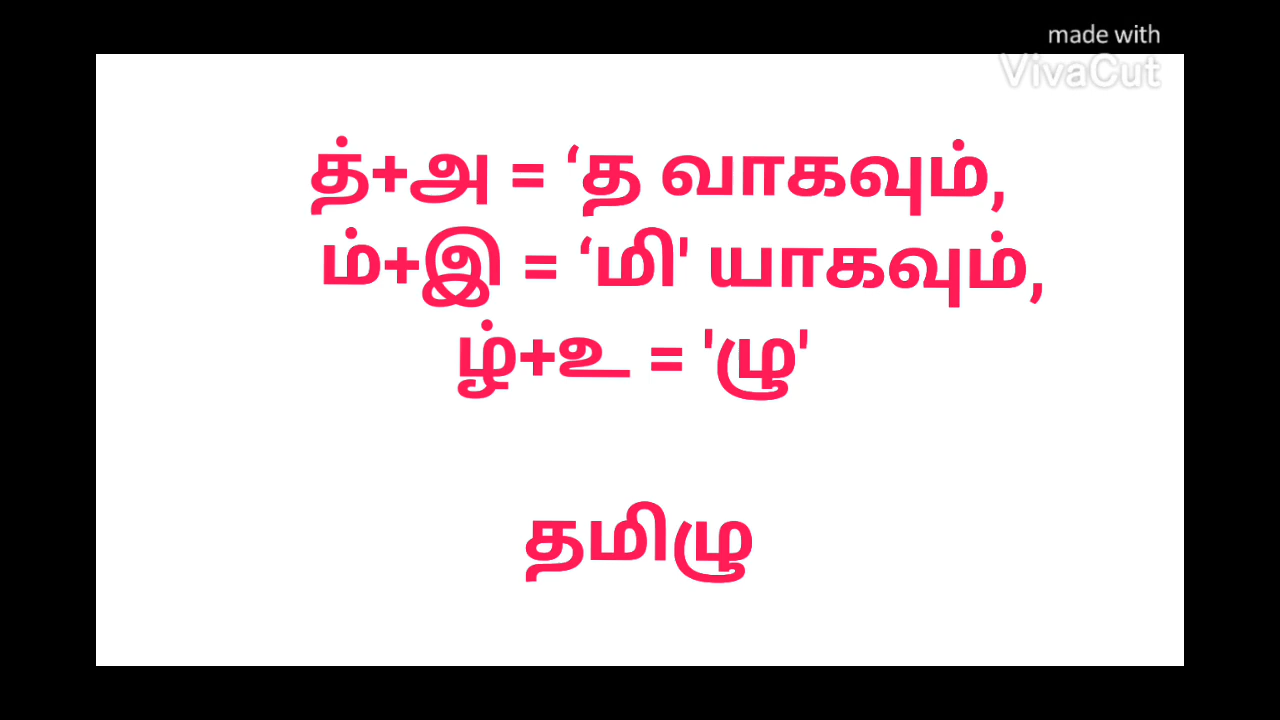 made with
VivaCut
த்+அ = ‘த வாகவும்,
ம்+இ = ‘மி' யாகவும்,
ழ்+உ = 'ழு'
தமிழு